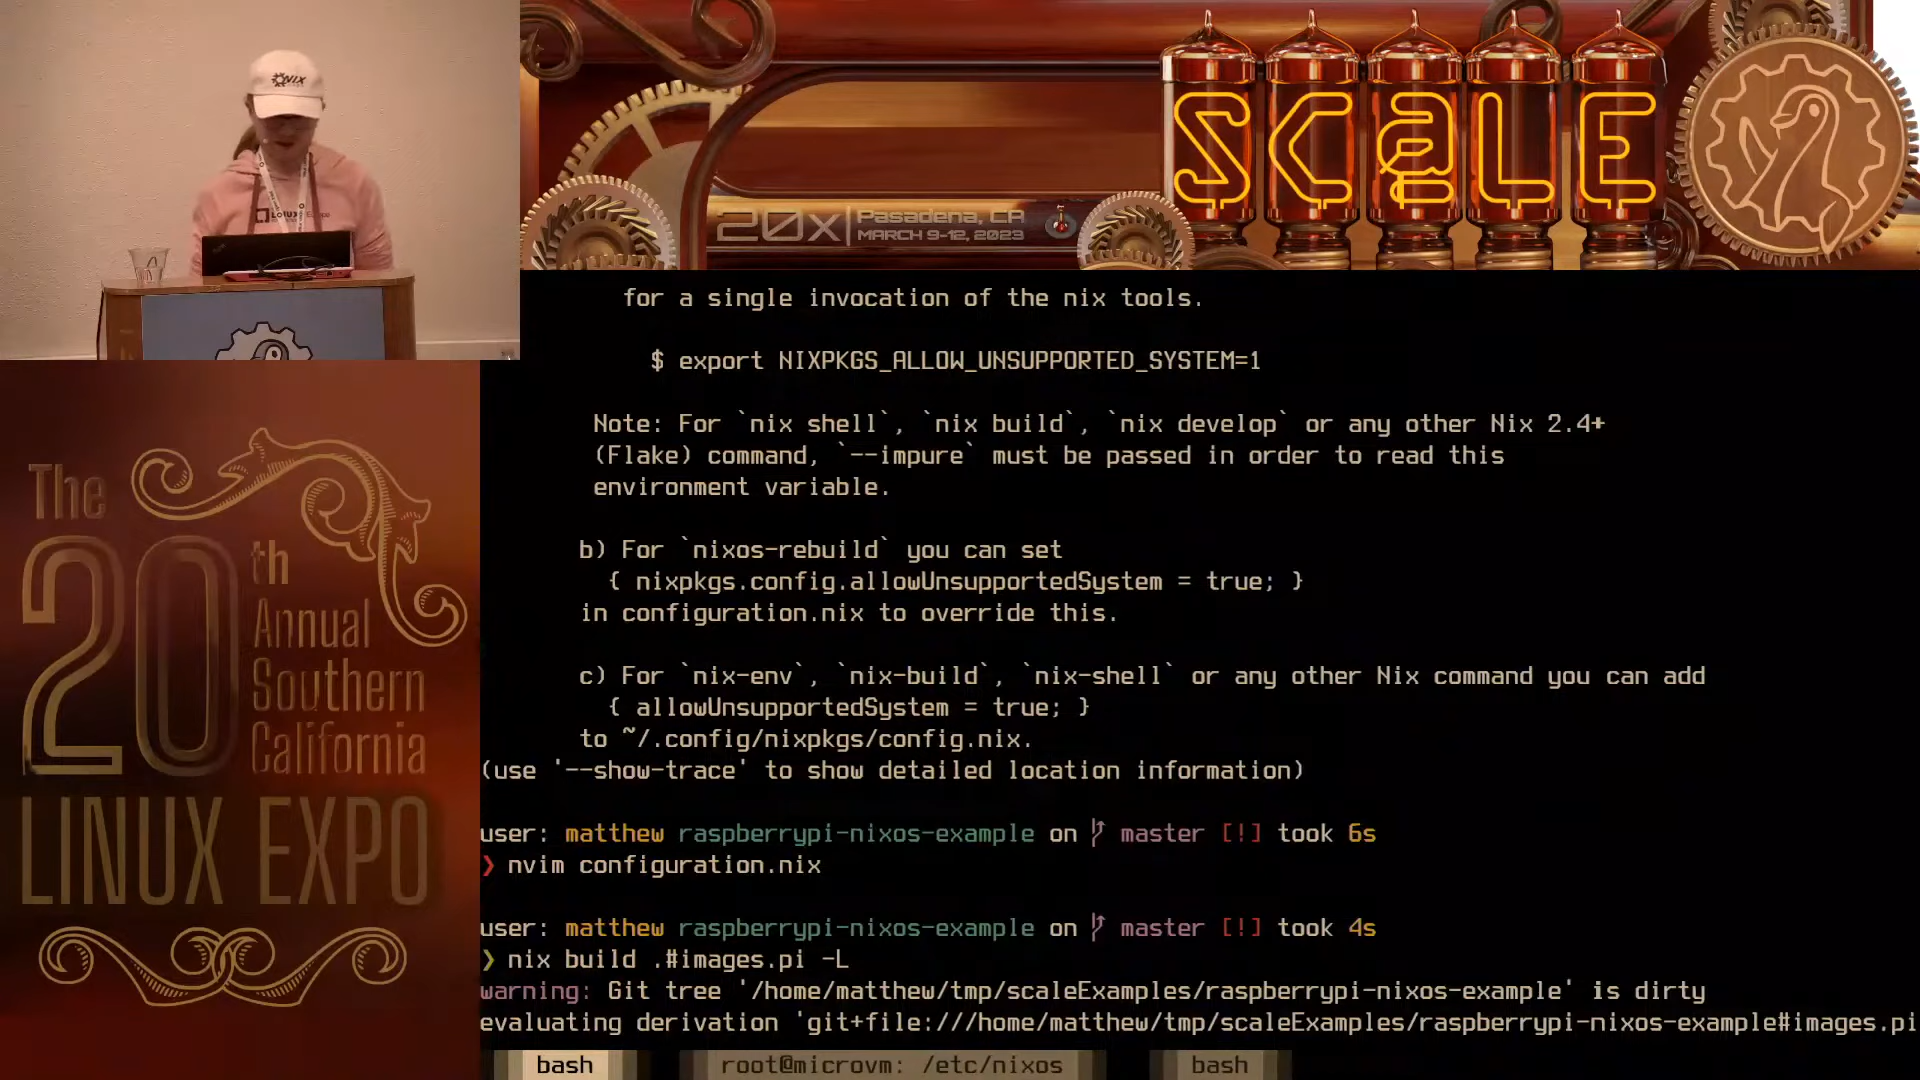 NIX
SCaLE
20x
Pasadena, CA
MARCH 9-12, 2023
The
20th
Annual
Southern
California
LINUX EXPO
for a single invocation of the nix tools.
$ export NIXPKGS_ALLOW_UNSUPPORTED_SYSTEM=1
Note: For `nix shell`, `nix build`, `nix develop` or any other Nix 2.4+
(Flake) command, `--impure` must be passed in order to read this
environment variable.
b) For `nixos-rebuild` you can set
{ nixpkgs.config.allowUnsupportedSystem = true; }
in configuration.nix to override this.
c) For `nix-env`, `nix-build`, `nix-shell` or any other Nix command you can add
{ allowUnsupportedSystem = true; }
to ~/.config/nixpkgs/config.nix.
(use '--show-trace' to show detailed location information)
user: matthew raspberrypi-nixos-example on master [!] took 6s
❯ nvim configuration.nix
user: matthew raspberrypi-nixos-example on master [!] took 4s
❯ nix build .#images.pi -L
warning: Git tree '/home/matthew/tmp/scaleExamples/raspberrypi-nixos-example' is dirty
evaluating derivation 'git+file:///home/matthew/tmp/scaleExamples/raspberrypi-nixos-example#images.pi
bash
root@microvm: /etc/nixos
bash